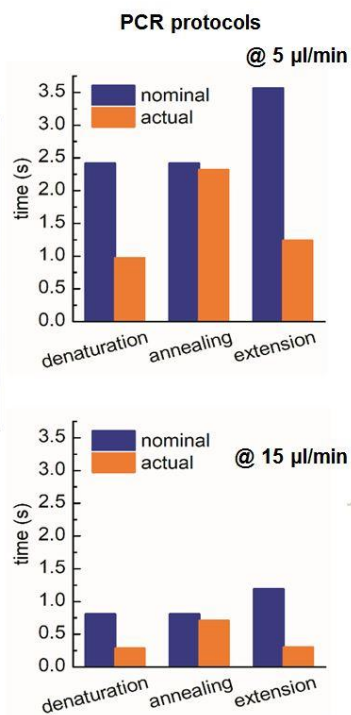 PCR protocols
@ 5 µl/min
nominal
actual
time (s)
3.5
3.0
2.5
2.0
1.5
1.0
0.5
0.0
denaturation
annealing
extension
@ 15 µl/min
nominal
actual
time (s)
3.5
3.0
2.5
2.0
1.5
1.0
0.5
0.0
denaturation
annealing
extension